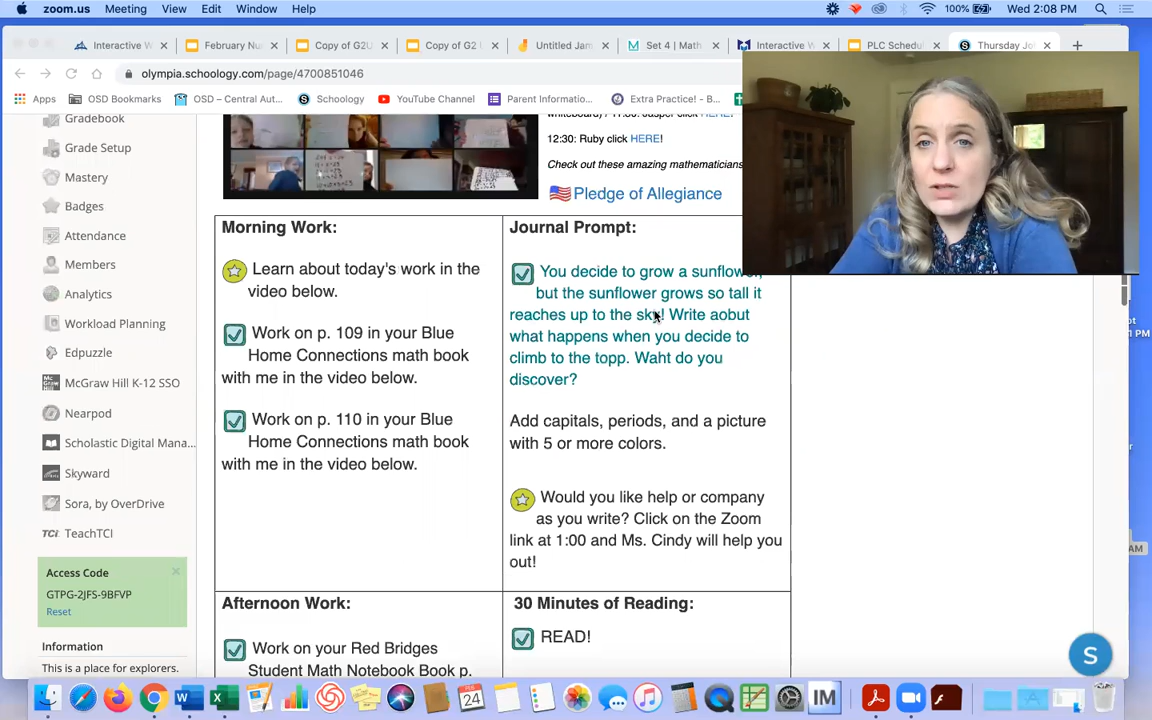 zoom.us Meeting View Edit Window Help 100% Wed 2:08 PM
Interactive W February Nu Copy of G2U Copy of G2 Untitled Jam Set 4 | Math Interactive W PLC Schedu Thursday Jo
olympia.schoology.com/page/4700851046
Apps OSD Bookmarks OSD – Central Aut... Schoology YouTube Channel Parent Informatio... Extra Practice! - B...
Gradebook
Grade Setup
Mastery
Badges
Attendance
Members
Analytics
Workload Planning
Edpuzzle
McGraw Hill K-12 SSO
Nearpod
Scholastic Digital Mana...
Skyward
Sora, by OverDrive
TCi TeachTCI
Access Code
GTPG-2JFS-9BFVP
Reset
Information
This is a place for explorers.
12:30: Ruby click HERE!
Check out these amazing mathematicians
Pledge of Allegiance
Morning Work:
Learn about today's work in the
video below.
Work on p. 109 in your Blue
Home Connections math book
with me in the video below.
Work on p. 110 in your Blue
Home Connections math book
with me in the video below.
Journal Prompt:
You decide to grow a sunflower,
but the sunflower grows so tall it
reaches up to the sky! Write aobut
what happens when you decide to
climb to the topp. Waht do you
discover?
Add capitals, periods, and a picture
with 5 or more colors.
Would you like help or company
as you write? Click on the Zoom
link at 1:00 and Ms. Cindy will help you
out!
Afternoon Work:
Work on your Red Bridges
Student Math Notebook Book p.
30 Minutes of Reading:
READ!
S
1 PM
AM
FEB
24
IM